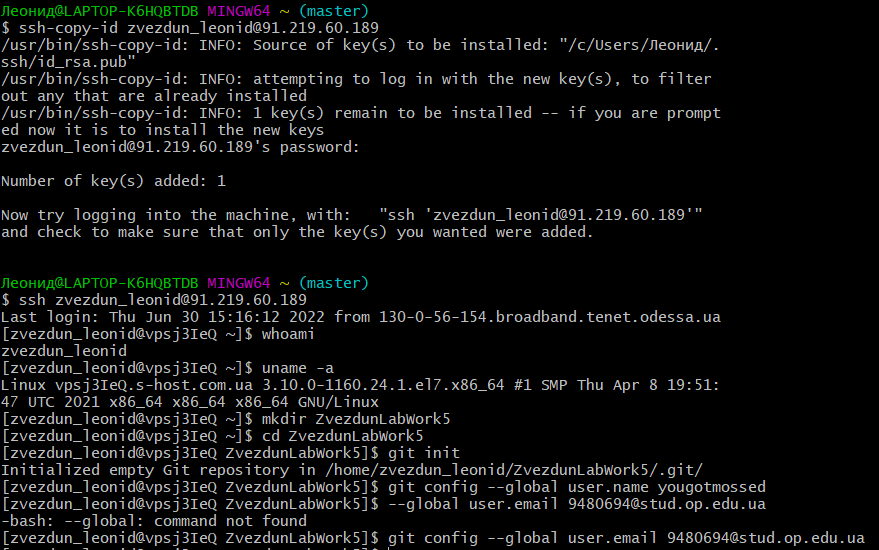 Леонид@LAPTOP-K6HQBTDB MINGW64 ~ (master)
$ ssh-copy-id zvezdun_leonid@91.219.60.189
/usr/bin/ssh-copy-id: INFO: Source of key(s) to be installed: "/c/Users/Леонид/.
ssh/id_rsa.pub"
/usr/bin/ssh-copy-id: INFO: attempting to log in with the new key(s), to filter
out any that are already installed
/usr/bin/ssh-copy-id: INFO: 1 key(s) remain to be installed -- if you are prompt
ed now it is to install the new keys
zvezdun_leonid@91.219.60.189's password:
Number of key(s) added: 1
Now try logging into the machine, with:   "ssh 'zvezdun_leonid@91.219.60.189'"
and check to make sure that only the key(s) you wanted were added.
Леонид@LAPTOP-K6HQBTDB MINGW64 ~ (master)
$ ssh zvezdun_leonid@91.219.60.189
Last login: Thu Jun 30 15:16:12 2022 from 130-0-56-154.broadband.tenet.odessa.ua
[zvezdun_leonid@vpsj3IeQ ~]$ whoami
zvezdun_leonid
[zvezdun_leonid@vpsj3IeQ ~]$ uname -a
Linux vpsj3IeQ.s-host.com.ua 3.10.0-1160.24.1.el7.x86_64 #1 SMP Thu Apr 8 19:51:
47 UTC 2021 x86_64 x86_64 x86_64 GNU/Linux
[zvezdun_leonid@vpsj3IeQ ~]$ mkdir ZvezdunLabWork5
[zvezdun_leonid@vpsj3IeQ ~]$ cd ZvezdunLabWork5
[zvezdun_leonid@vpsj3IeQ ZvezdunLabWork5]$ git init
Initialized empty Git repository in /home/zvezdun_leonid/ZvezdunLabWork5/.git/
[zvezdun_leonid@vpsj3IeQ ZvezdunLabWork5]$ git config --global user.name yougotmossed
[zvezdun_leonid@vpsj3IeQ ZvezdunLabWork5]$ --global user.email 9480694@stud.op.edu.ua
-bash: --global: command not found
[zvezdun_leonid@vpsj3IeQ ZvezdunLabWork5]$ git config --global user.email 9480694@stud.op.edu.ua